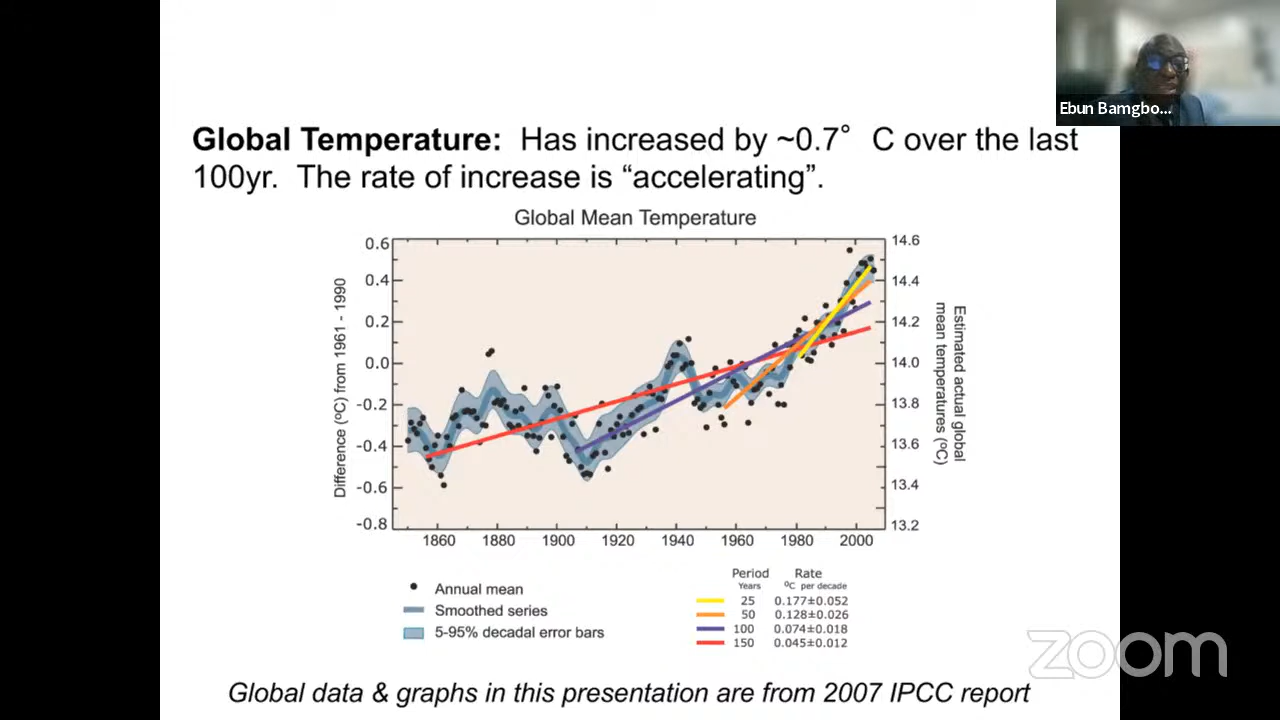 Ebun Bamgbo...
Global Temperature: Has increased by ~0.7° C over the last
100yr. The rate of increase is “accelerating”.
Global Mean Temperature
0.6
0.4
0.2
0.0
-0.2
-0.4
-0.6
-0.8
Difference (ºC) from 1961 - 1990
14.6
14.4
14.2
14.0
13.8
13.6
13.4
13.2
Estimated actual global
mean temperatures (ºC)
1860 1880 1900 1920 1940 1960 1980 2000
Annual mean
Smoothed series
5-95% decadal error bars
Period Rate
Years ºC per decade
25 0.177±0.052
50 0.128±0.026
100 0.074±0.018
150 0.045±0.012
zoom
Global data & graphs in this presentation are from 2007 IPCC report